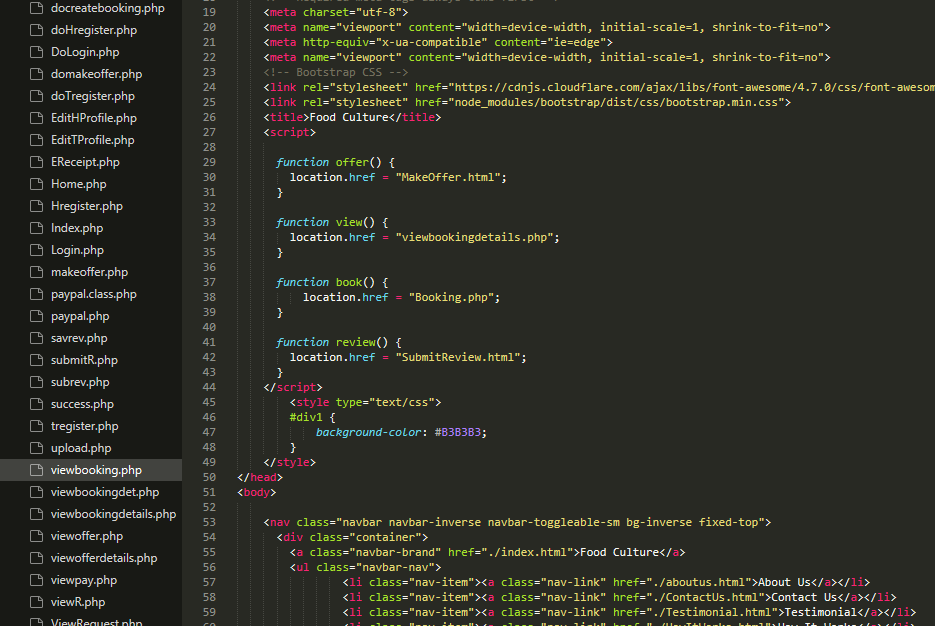 docreatebooking.php
doHregister.php
DoLogin.php
domakeoffer.php
doTregister.php
EditHProfile.php
EditTProfile.php
EReceipt.php
Home.php
Hregister.php
Index.php
Login.php
makeoffer.php
paypal.class.php
paypal.php
savrev.php
submitR.php
subrev.php
success.php
tregister.php
upload.php
viewbooking.php
viewbookingdet.php
viewbookingdetails.php
viewoffer.php
viewofferdetails.php
viewpay.php
viewR.php
ViewRequest.php
19 <meta charset="utf-8">
20 <meta name="viewport" content="width=device-width, initial-scale=1, shrink-to-fit=no">
21 <meta http-equiv="x-ua-compatible" content="ie=edge">
22 <meta name="viewport" content="width=device-width, initial-scale=1, shrink-to-fit=no">
23 <!-- Bootstrap CSS -->
24 <link rel="stylesheet" href="https://cdnjs.cloudflare.com/ajax/libs/font-awesome/4.7.0/css/font-awesom
25 <link rel="stylesheet" href="node_modules/bootstrap/dist/css/bootstrap.min.css">
26 <title>Food Culture</title>
27 <script>
28
29 function offer() {
30 location.href = "MakeOffer.html";
31 }
32
33 function view() {
34 location.href = "viewbookingdetails.php";
35 }
36
37 function book() {
38 location.href = "Booking.php";
39 }
40
41 function review() {
42 location.href = "SubmitReview.html";
43 }
44 </script>
45 <style type="text/css">
46 #div1 {
47 background-color: #B3B3B3;
48 }
49 </style>
50 </head>
51 <body>
52
53 <nav class="navbar navbar-inverse navbar-toggleable-sm bg-inverse fixed-top">
54 <div class="container">
55 <a class="navbar-brand" href="./index.html">Food Culture</a>
56 <ul class="navbar-nav">
57 <li class="nav-item"><a class="nav-link" href="./aboutus.html">About Us</a></li>
58 <li class="nav-item"><a class="nav-link" href="./ContactUs.html">Contact Us</a></li>
59 <li class="nav-item"><a class="nav-link" href="./Testimonial.html">Testimonial</a></li>